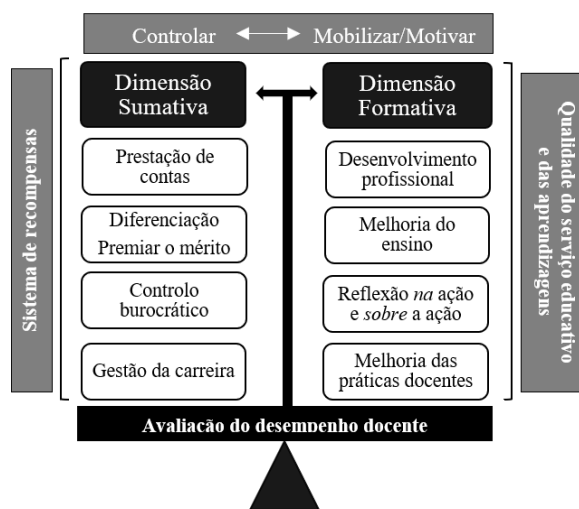 Controlar
Mobilizar/Motivar
Sistema de recompensas
Dimensão
Sumativa
Prestação de
contas
Diferenciação
Premiar o mérito
Controlo
burocrático
Gestão da carreira
Dimensão
Formativa
Desenvolvimento
profissional
Melhoria do
ensino
Reflexão na ação
e sobre a ação
Melhoria das
práticas docentes
Qualidade do serviço educativo
e das aprendizagens
Avaliação do desempenho docente